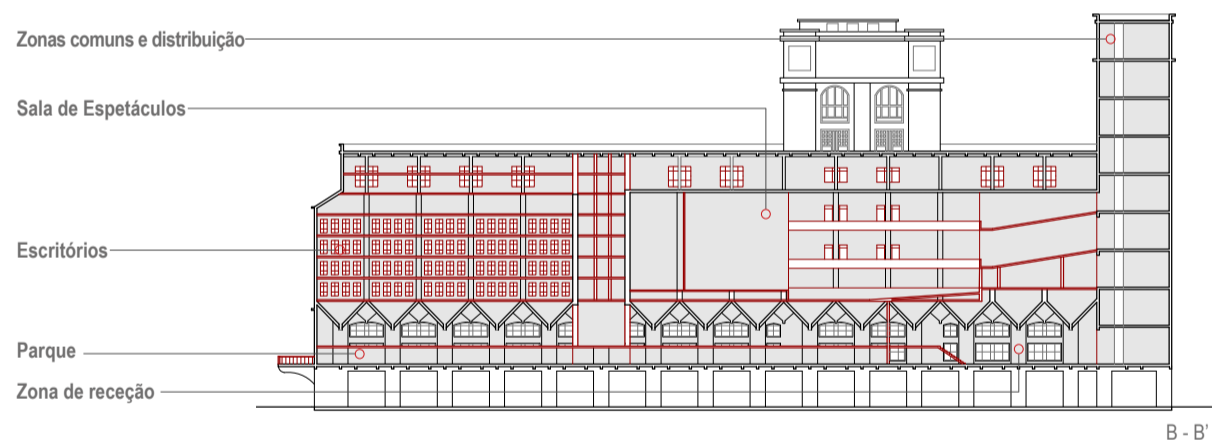 Zonas comuns e distribuição
Sala de Espetáculos
Escritórios
Parque
Zona de receção
B - B'